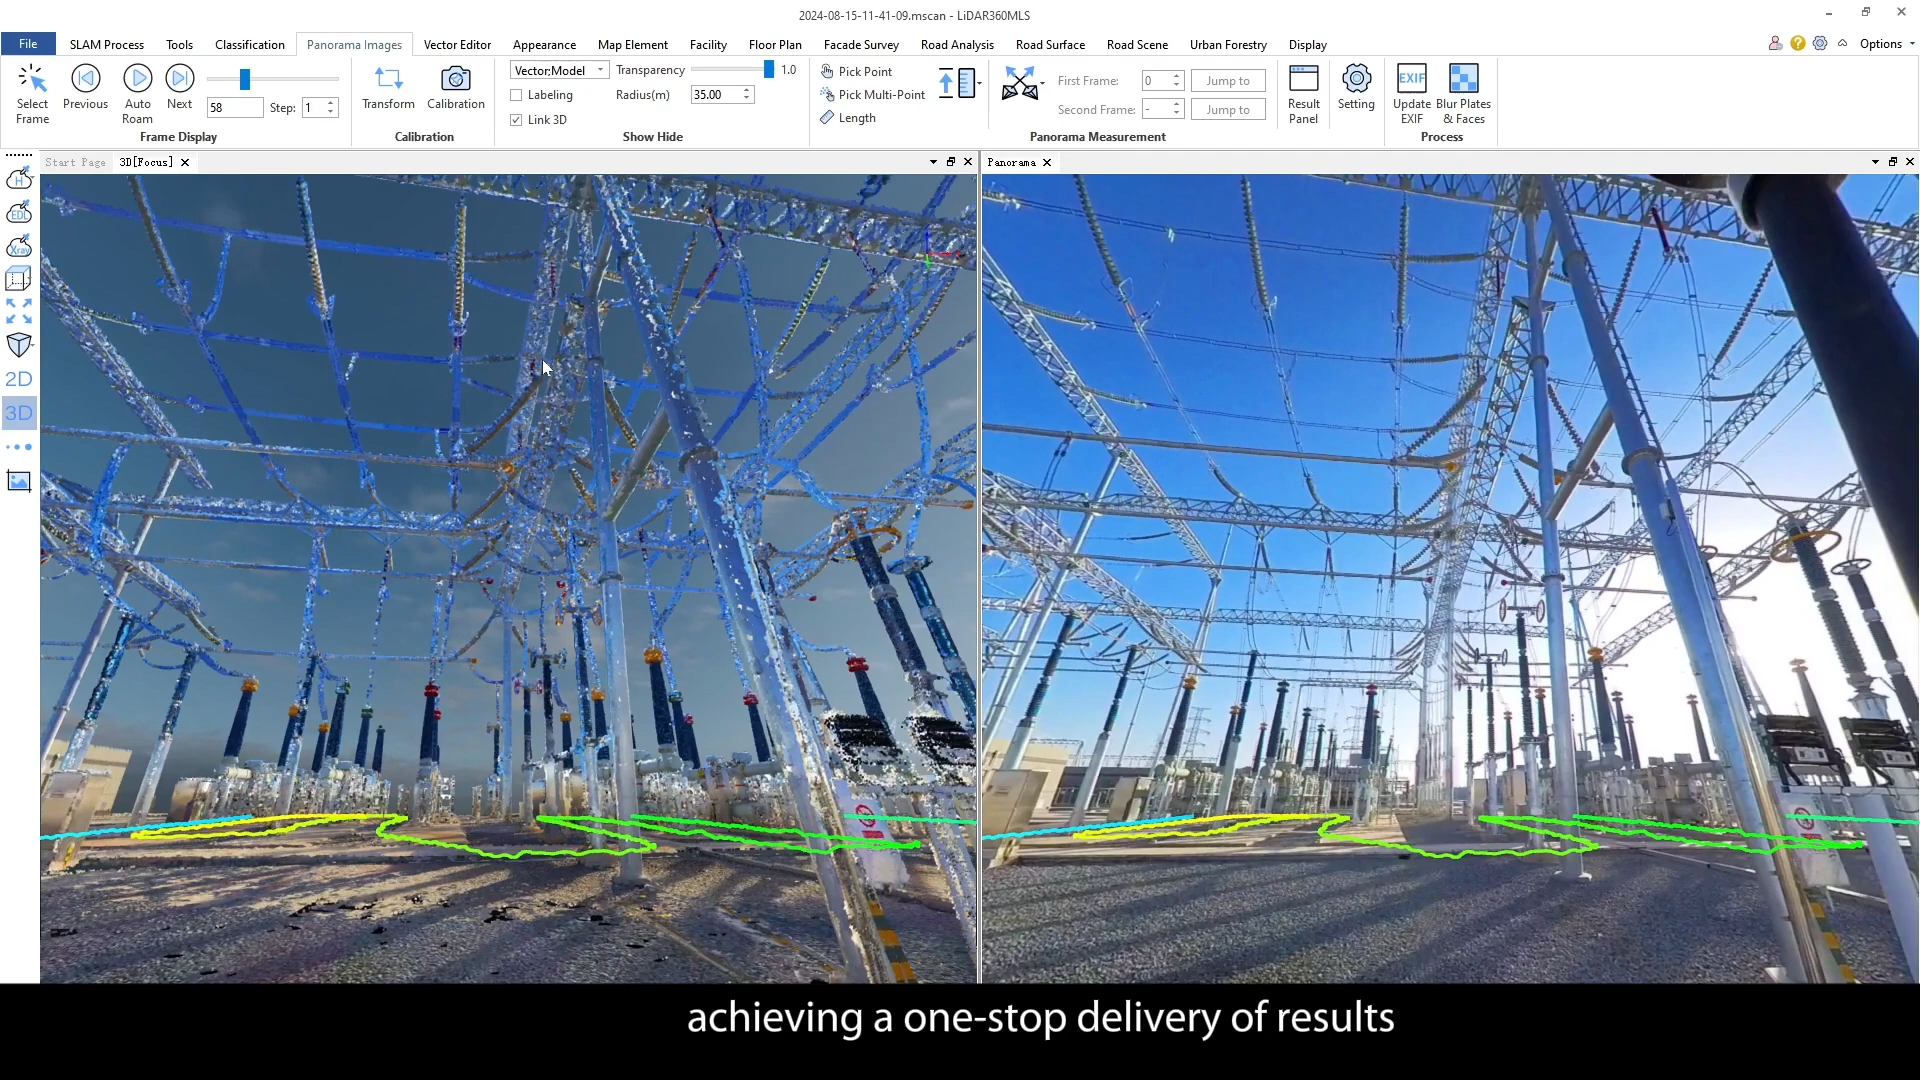 2024-08-15-11-41-09.mscan - LiDAR360MLS
File SLAM Process Tools Classification Panorama Images Vector Editor Appearance Map Element Facility Floor Plan Facade Survey Road Analysis Road Surface Road Scene Urban Forestry Display Options
Select Frame
Previous
Auto Roam
Next
58
Step: 1
Frame Display
Transform
Calibration
Calibration
Vector;Model
Transparency 1.0
Labeling
Radius(m) 35.00
Link 3D
Show Hide
Pick Point
Pick Multi-Point
Length
First Frame: 0 Jump to
Second Frame: - Jump to
Panorama Measurement
Result Panel
Setting
EXIF
Update EXIF
Blur Plates & Faces
Process
Start Page 3D[Focus]
Panorama
H
EDL
Xray
2D
3D
achieving a one-stop delivery of results